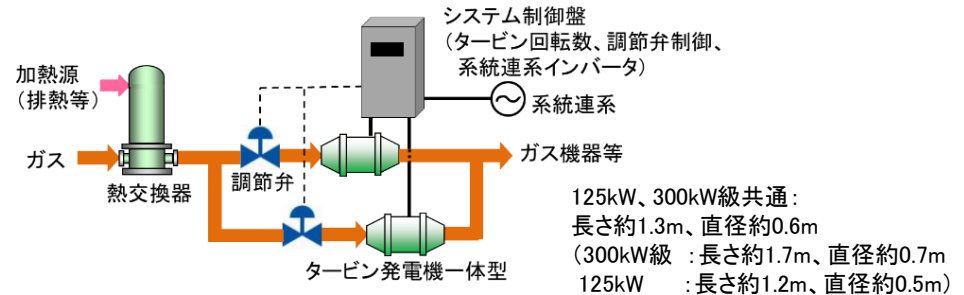 システム制御盤
（タービン回転数、調節弁制御、
系統連系インバータ）
加熱源
（排熱等）
系統連系
ガス
ガス機器等
熱交換器
調節弁
タービン発電機一体型
125kW、300kW級共通：
長さ約1.3m、直径約0.6m
（300kW級 ：長さ約1.7m、直径約0.7m
125kW ：長さ約1.2m、直径約0.5m）